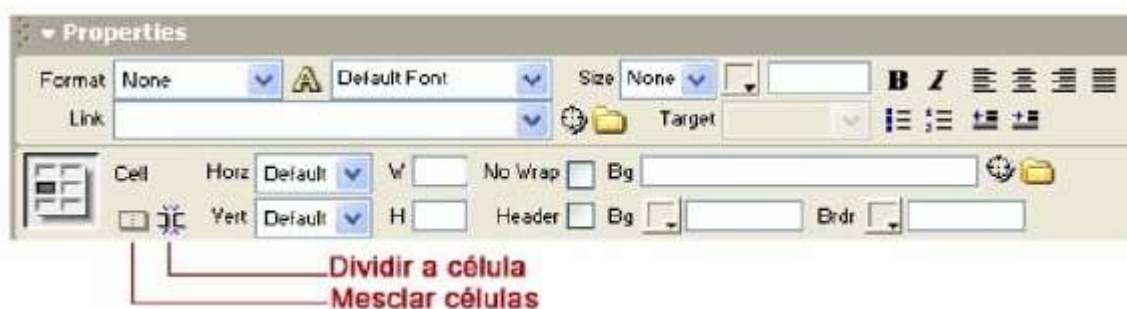 Properties
Format None Default Font Size None B I
Link Target
Cell Horz Default W No Wrap Bg
Vert Default H Header Bg Brdr
Dividir a célula
Mesclar células